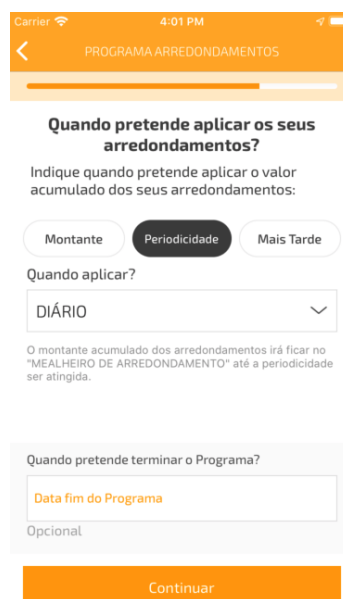 Carrier 4:01 PM
PROGRAMA ARREDONDAMENTOS
Quando pretende aplicar os seus
arredondamentos?
Indique quando pretende aplicar o valor
acumulado dos seus arredondamentos:
Montante Periodicidade Mais Tarde
Quando aplicar?
DIÁRIO
O montante acumulado dos arredondamentos irá ficar no
"MEALHEIRO DE ARREDONDAMENTO" até a periodicidade
ser atingida.
Quando pretende terminar o Programa?
Data fim do Programa
Opcional
Continuar